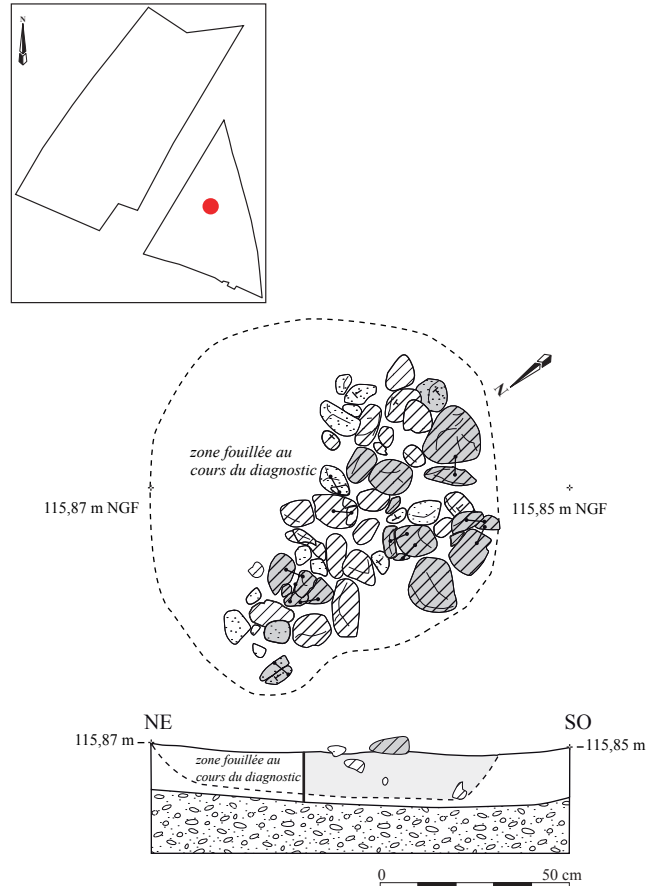 N
N
zone fouillée au
cours du diagnostic
115,87 m NGF
115,85 m NGF
NE
SO
115,87 m
115,85 m
zone fouillée au
cours du diagnostic
0
50 cm